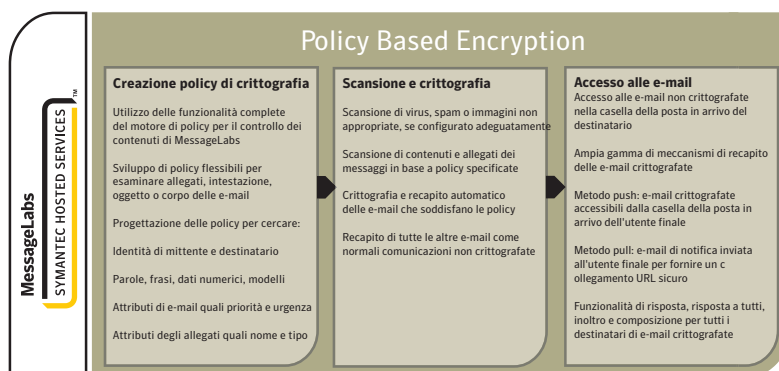 MessageLabs
SYMANTEC HOSTED SERVICES™
Policy Based Encryption
Creazione policy di crittografia
Utilizzo delle funzionalità complete
del motore di policy per il controllo dei
contenuti di MessageLabs
Sviluppo di policy flessibili per
esaminare allegati, intestazione,
oggetto o corpo delle e-mail
Progettazione delle policy per cercare:
Identità di mittente e destinatario
Parole, frasi, dati numerici, modelli
Attributi di e-mail quali priorità e urgenza
Attributi degli allegati quali nome e tipo
Scansione e crittografia
Scansione di virus, spam o immagini non
appropriate, se configurato adeguatamente
Scansione di contenuti e allegati dei
messaggi in base a policy specificate
Crittografia e recapito automatico
delle e-mail che soddisfano le policy
Recapito di tutte le altre e-mail come
normali comunicazioni non crittografate
Accesso alle e-mail
Accesso alle e-mail non crittografate
nella casella della posta in arrivo del
destinatario
Ampia gamma di meccanismi di recapito
delle e-mail crittografate
Metodo push: e-mail crittografate
accessibili dalla casella della posta in
arrivo dell'utente finale
Metodo pull: e-mail di notifica inviata
all'utente finale per fornire un c
ollegamento URL sicuro
Funzionalità di risposta, risposta a tutti,
inoltro e composizione per tutti i
destinatari di e-mail crittografate